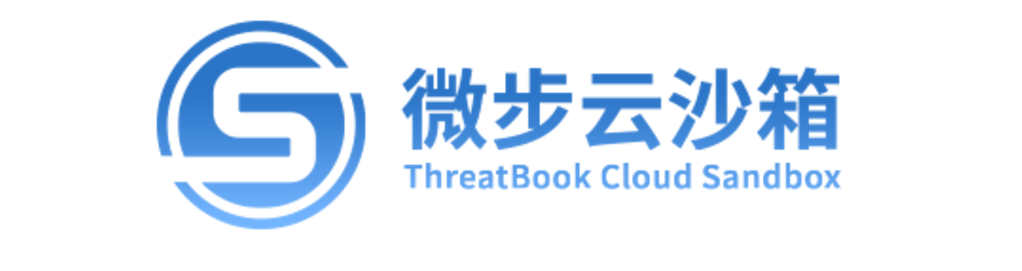 微步云沙箱
ThreatBook Cloud Sandbox